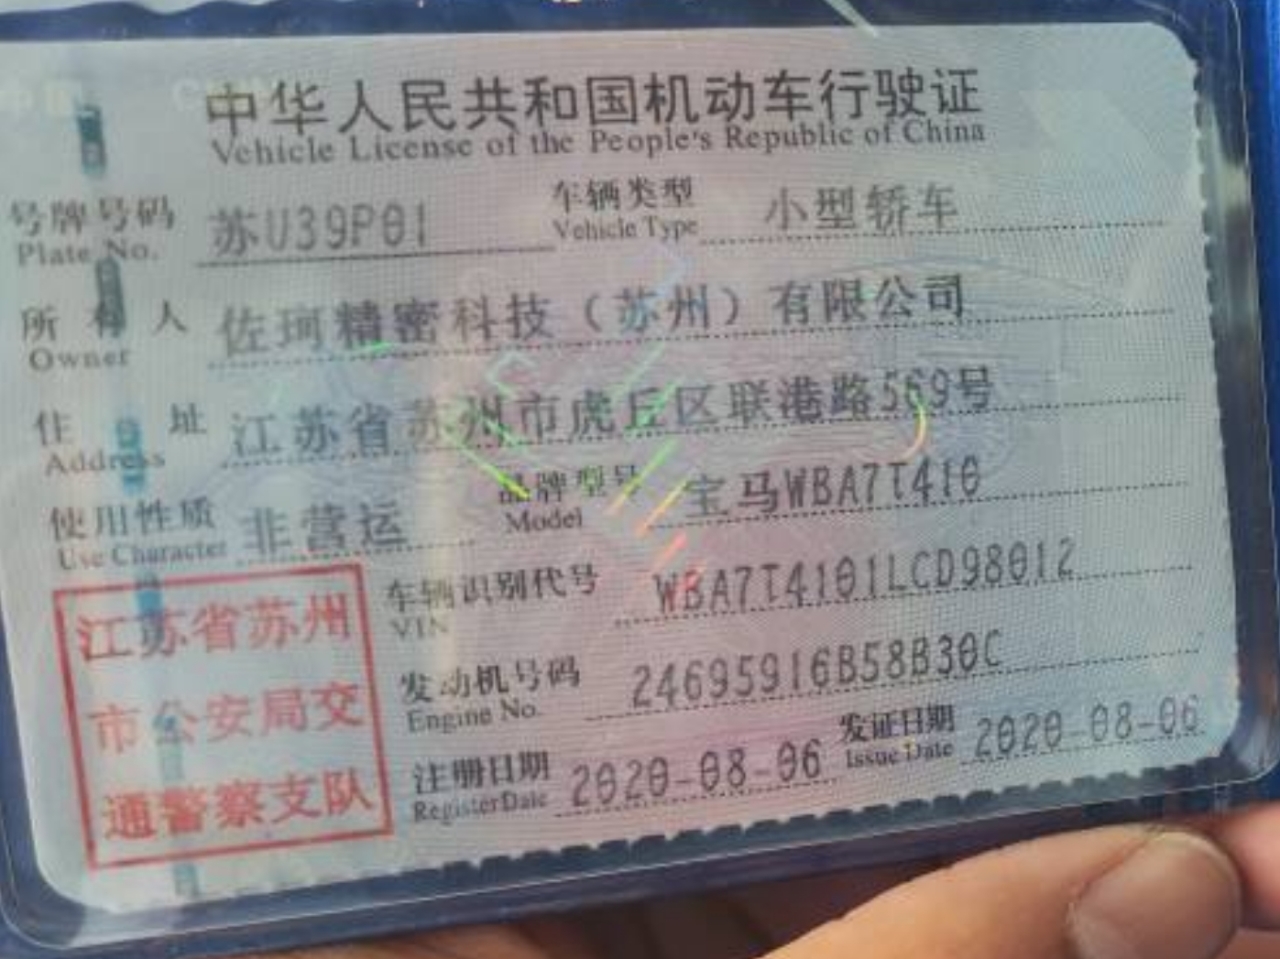 中华人民共和国机动车行驶证
Vehicle License of the People's Republic of China
号牌号码 苏U39P01 车辆类型 小型轿车
Plate No. Vehicle Type
所有人 佐珂精密科技（苏州）有限公司
Owner
住址 江苏省苏州市虎丘区联港路569号
Address
使用性质 非营运 品牌型号 宝马WBA7T410
Use Character Model
车辆识别代号 WBA7T4101LCD98012
VIN
发动机号码 24695916B58B30C
Engine No.
注册日期 2020-08-06 发证日期 2020-08-06
Register Date Issue Date
江苏省苏州
市公安局交
通警察支队